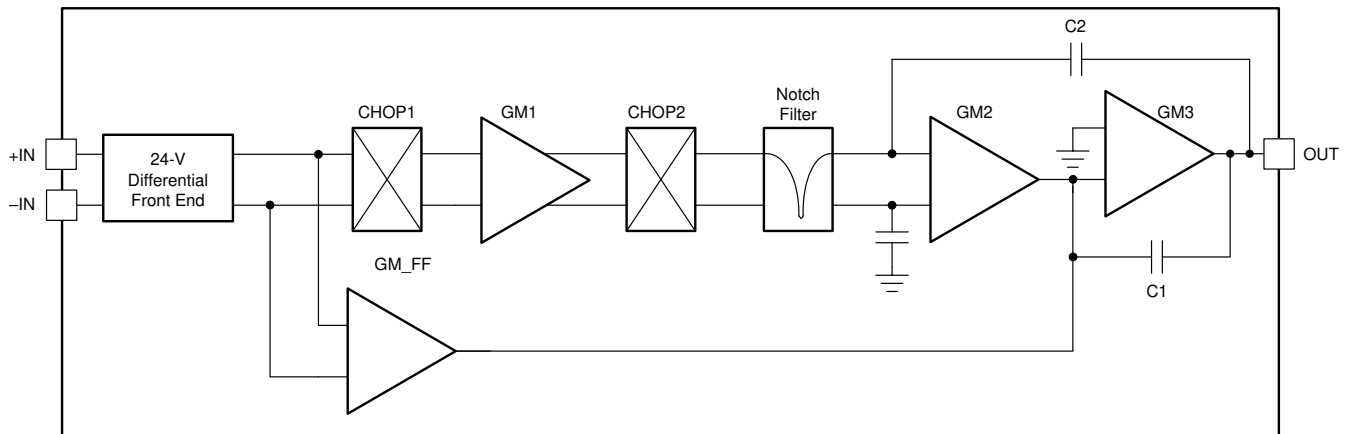 C2
Notch
Filter
CHOP1
GM1
CHOP2
GM2
GM3
+IN
24-V
Differential
Front End
OUT
–IN
GM_FF
C1